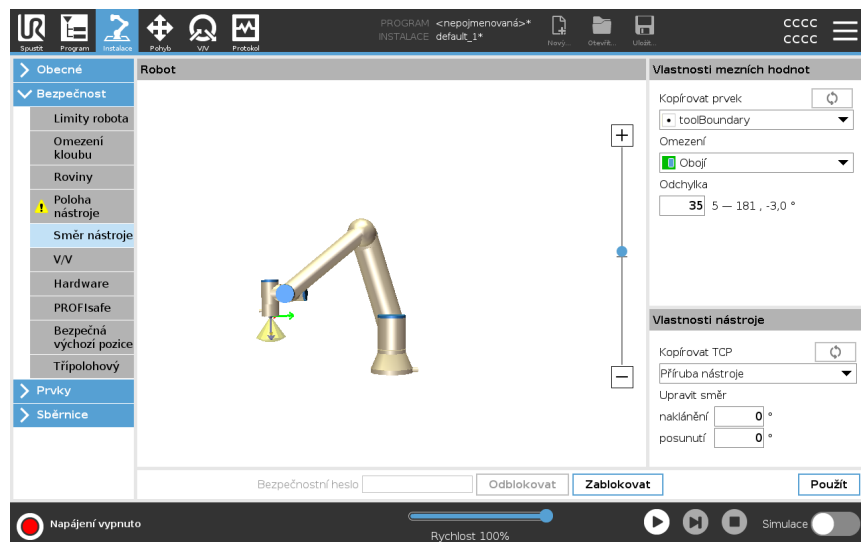 PROGRAM <nepojmenovaná>*
INSTALACE default_1*
Spustit Program Instalace Pohyb V/V Protokol
Nový... Otevřít... Uložit...
cccc
cccc
Obecné
Bezpečnost
Limity robota
Omezení
kloubu
Roviny
Poloha
nástroje
Směr nástroje
V/V
Hardware
PROFIsafe
Bezpečná
výchozí pozice
Třípolohový
Prvky
Sběrnice
Robot
Vlastnosti mezních hodnot
Kopírovat prvek
toolBoundary
Omezení
Obojí
Odchylka
35 5 — 181 , -3,0 °
Vlastnosti nástroje
Kopírovat TCP
Příruba nástroje
Upravit směr
naklánění 0 °
posunutí 0 °
Bezpečnostní heslo Odblokovat Zablokovat Použít
Napájení vypnuto
Rychlost 100%
Simulace